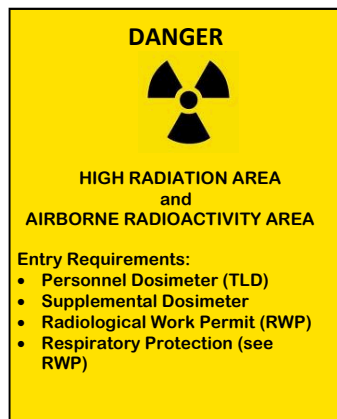 DANGER
HIGH RADIATION AREA
and
AIRBORNE RADIOACTIVITY AREA
Entry Requirements:
• Personnel Dosimeter (TLD)
• Supplemental Dosimeter
• Radiological Work Permit (RWP)
• Respiratory Protection (see
RWP)